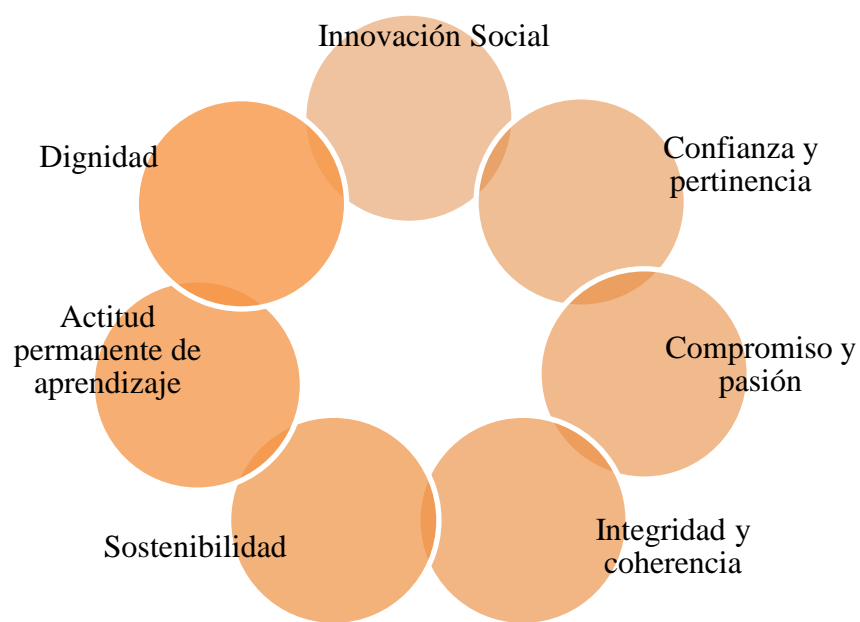 Innovación Social
Confianza y
pertinencia
Compromiso y
pasión
Integridad y
coherencia
Sostenibilidad
Actitud
permanente de
aprendizaje
Dignidad